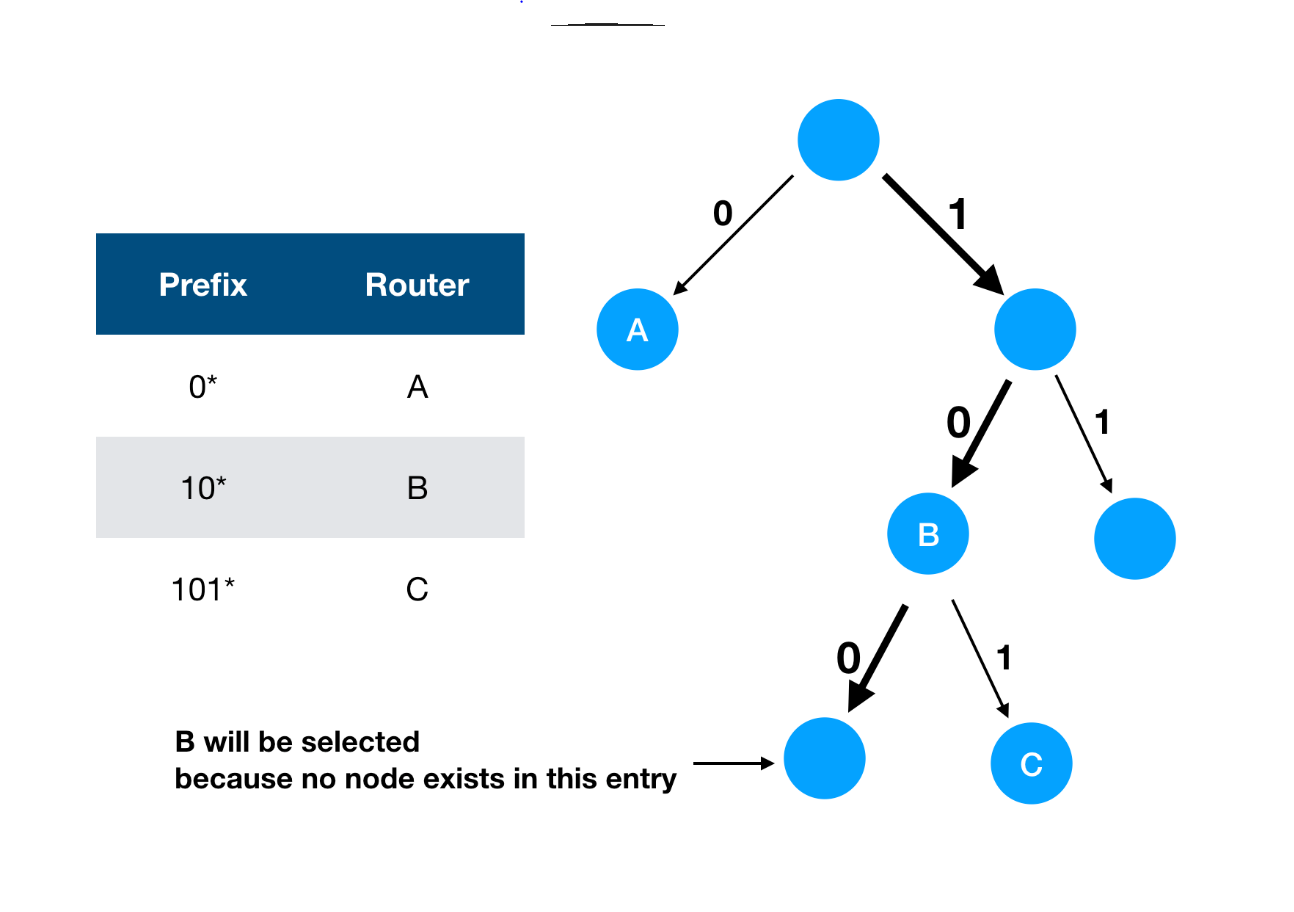 Prefix Router
0* A
10* B
101* C
0
1
A
0
1
B
0
1
C
B will be selected
because no node exists in this entry